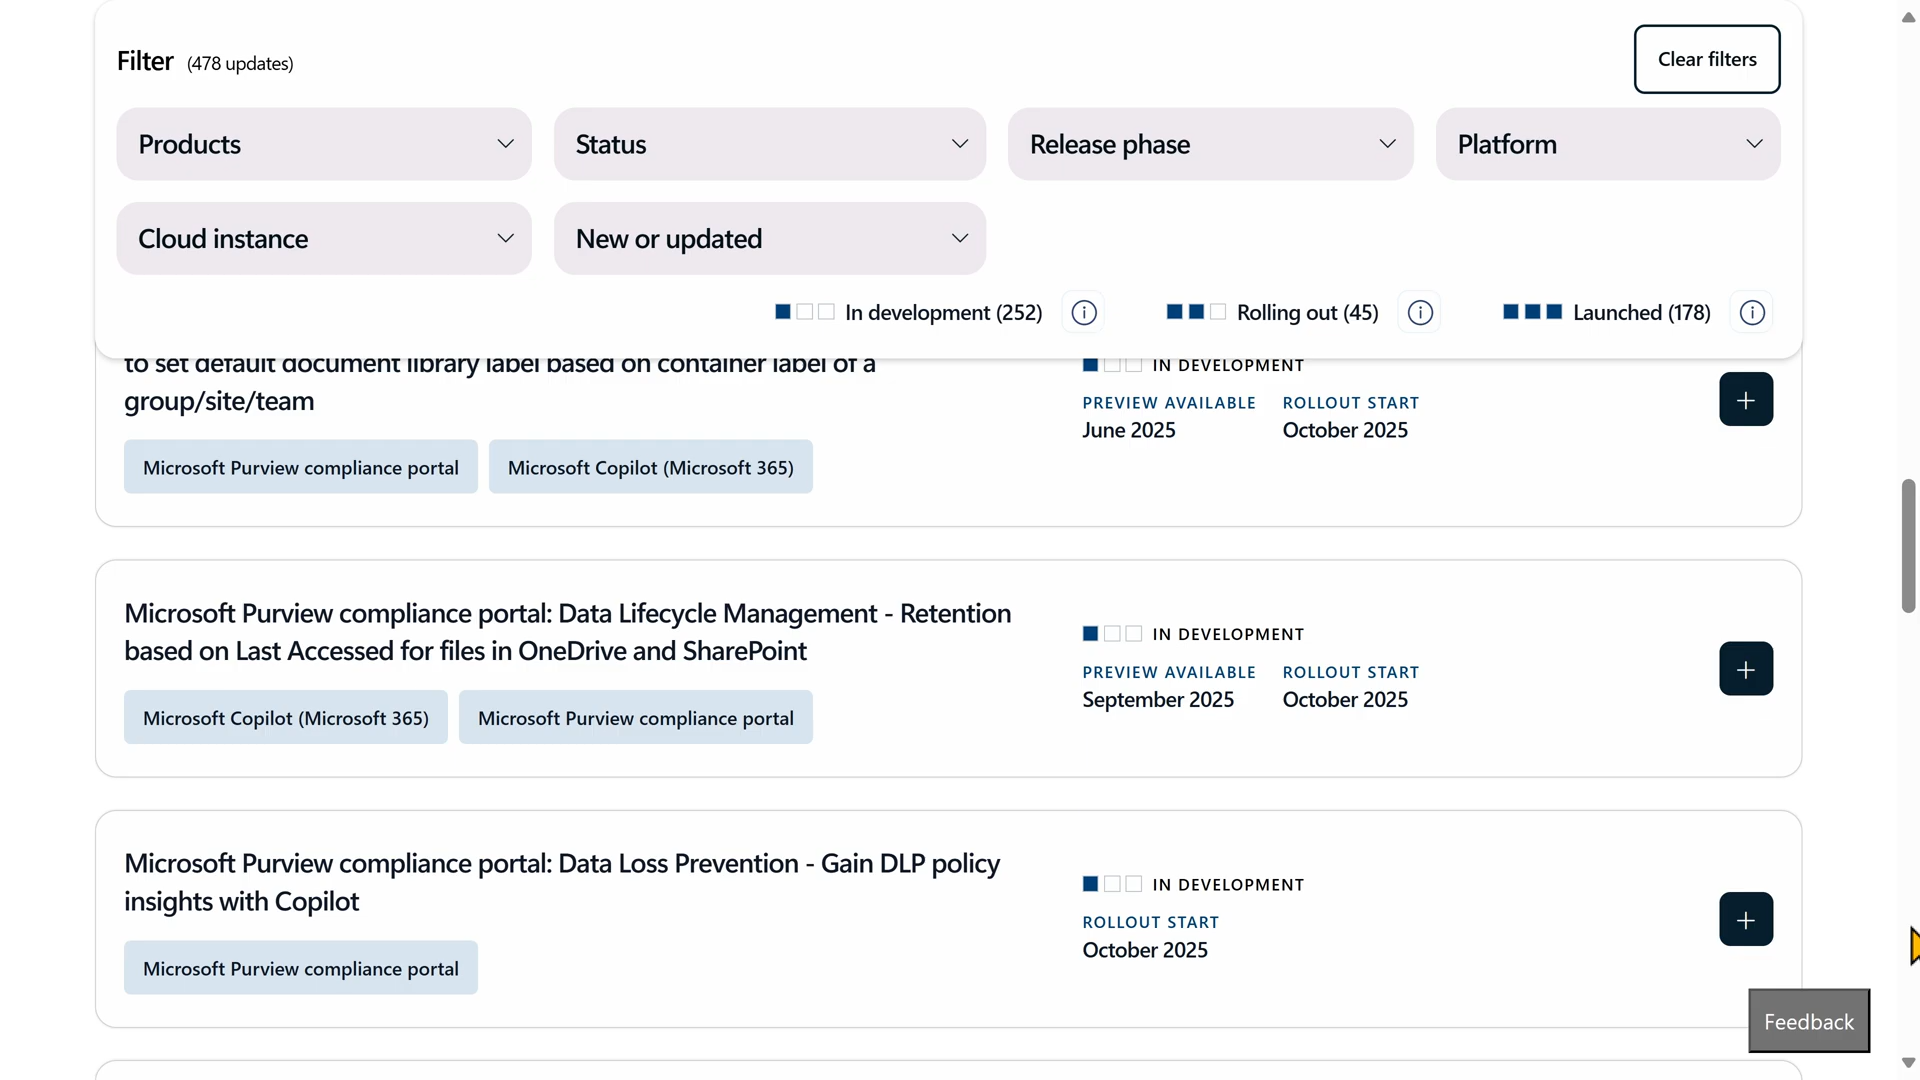 Filter (478 updates)
Clear filters
Products
Status
Release phase
Platform
Cloud instance
New or updated
In development (252)
Rolling out (45)
Launched (178)
to set default document library label based on container label of a
group/site/team
Microsoft Purview compliance portal
Microsoft Copilot (Microsoft 365)
IN DEVELOPMENT
PREVIEW AVAILABLE
ROLLOUT START
June 2025
October 2025
Microsoft Purview compliance portal: Data Lifecycle Management - Retention
based on Last Accessed for files in OneDrive and SharePoint
Microsoft Copilot (Microsoft 365)
Microsoft Purview compliance portal
IN DEVELOPMENT
PREVIEW AVAILABLE
ROLLOUT START
September 2025
October 2025
Microsoft Purview compliance portal: Data Loss Prevention - Gain DLP policy
insights with Copilot
Microsoft Purview compliance portal
IN DEVELOPMENT
ROLLOUT START
October 2025
Feedback